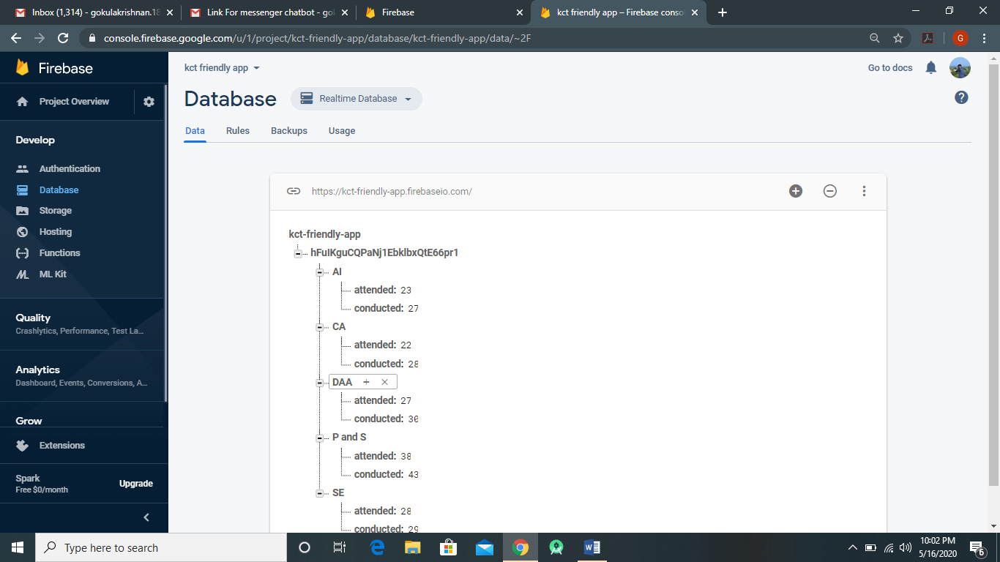 Inbox (1,314) - gokulakrishnan.18
Link For messenger chatbot - gok
Firebase
kct friendly app – Firebase conso
console.firebase.google.com/u/1/project/kct-friendly-app/database/kct-friendly-app/data/~2F
G
Firebase
kct friendly app
Go to docs
Project Overview
Database
Realtime Database
Data
Rules
Backups
Usage
Develop
Authentication
Database
Storage
Hosting
Functions
ML Kit
Quality
Crashlytics, Performance, Test La...
Analytics
Dashboard, Events, Conversions, A...
Grow
Extensions
Spark
Free $0/month
Upgrade
https://kct-friendly-app.firebaseio.com/
kct-friendly-app
hFuIKguCQPaNj1EbklbxQtE66pr1
AI
attended: 23
conducted: 27
CA
attended: 22
conducted: 28
DAA
attended: 27
conducted: 30
P and S
attended: 38
conducted: 43
SE
attended: 28
conducted: 29
Type here to search
10:02 PM
5/16/2020
6